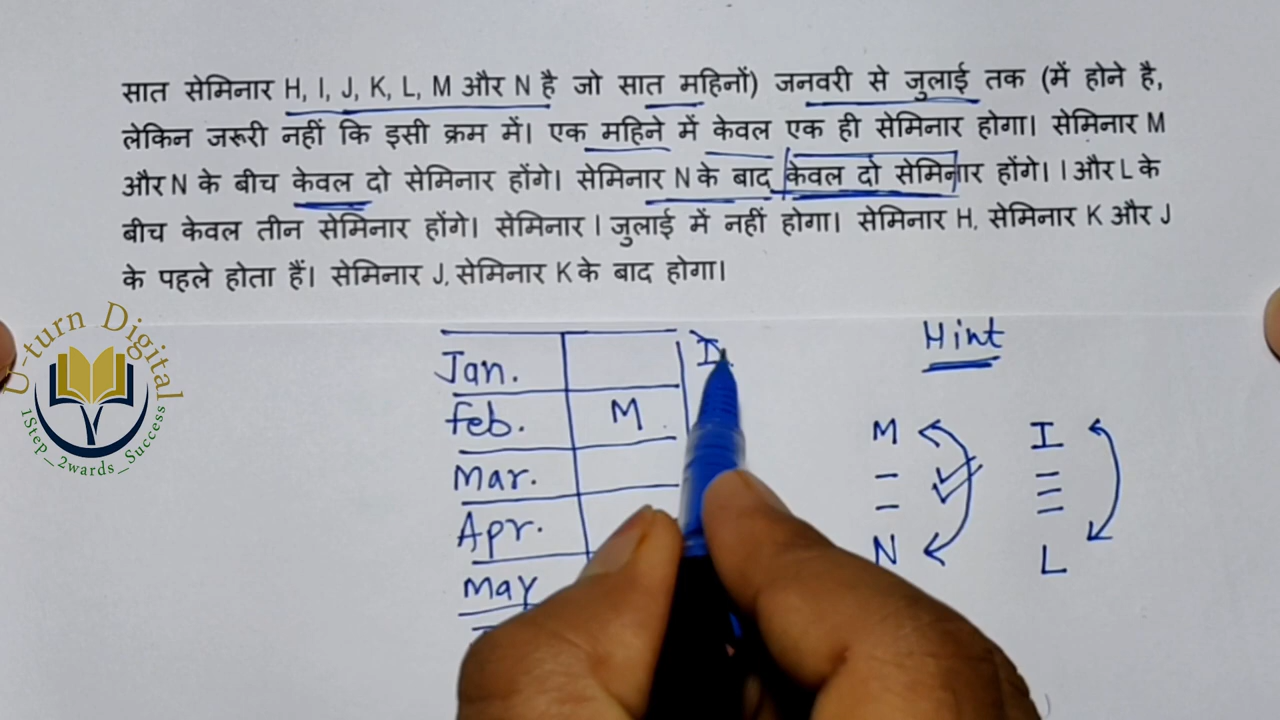 सात सेमिनार H, I, J, K, L, M और N है जो सात महिनों) जनवरी से जुलाई तक (में होने है,
लेकिन जरूरी नहीं कि इसी क्रम में। एक महिने में केवल एक ही सेमिनार होगा। सेमिनार M
और N के बीच केवल दो सेमिनार होंगे। सेमिनार N के बाद केवल दो सेमिनार होंगे। I और L के
बीच केवल तीन सेमिनार होंगे। सेमिनार I जुलाई में नहीं होगा। सेमिनार H, सेमिनार K और J
के पहले होता हैं। सेमिनार J, सेमिनार K के बाद होगा।
U-turn Digital
1Step_2wards_Success
Hint
Jan. I
feb. M
Mar.
Apr.
May
M I
N L